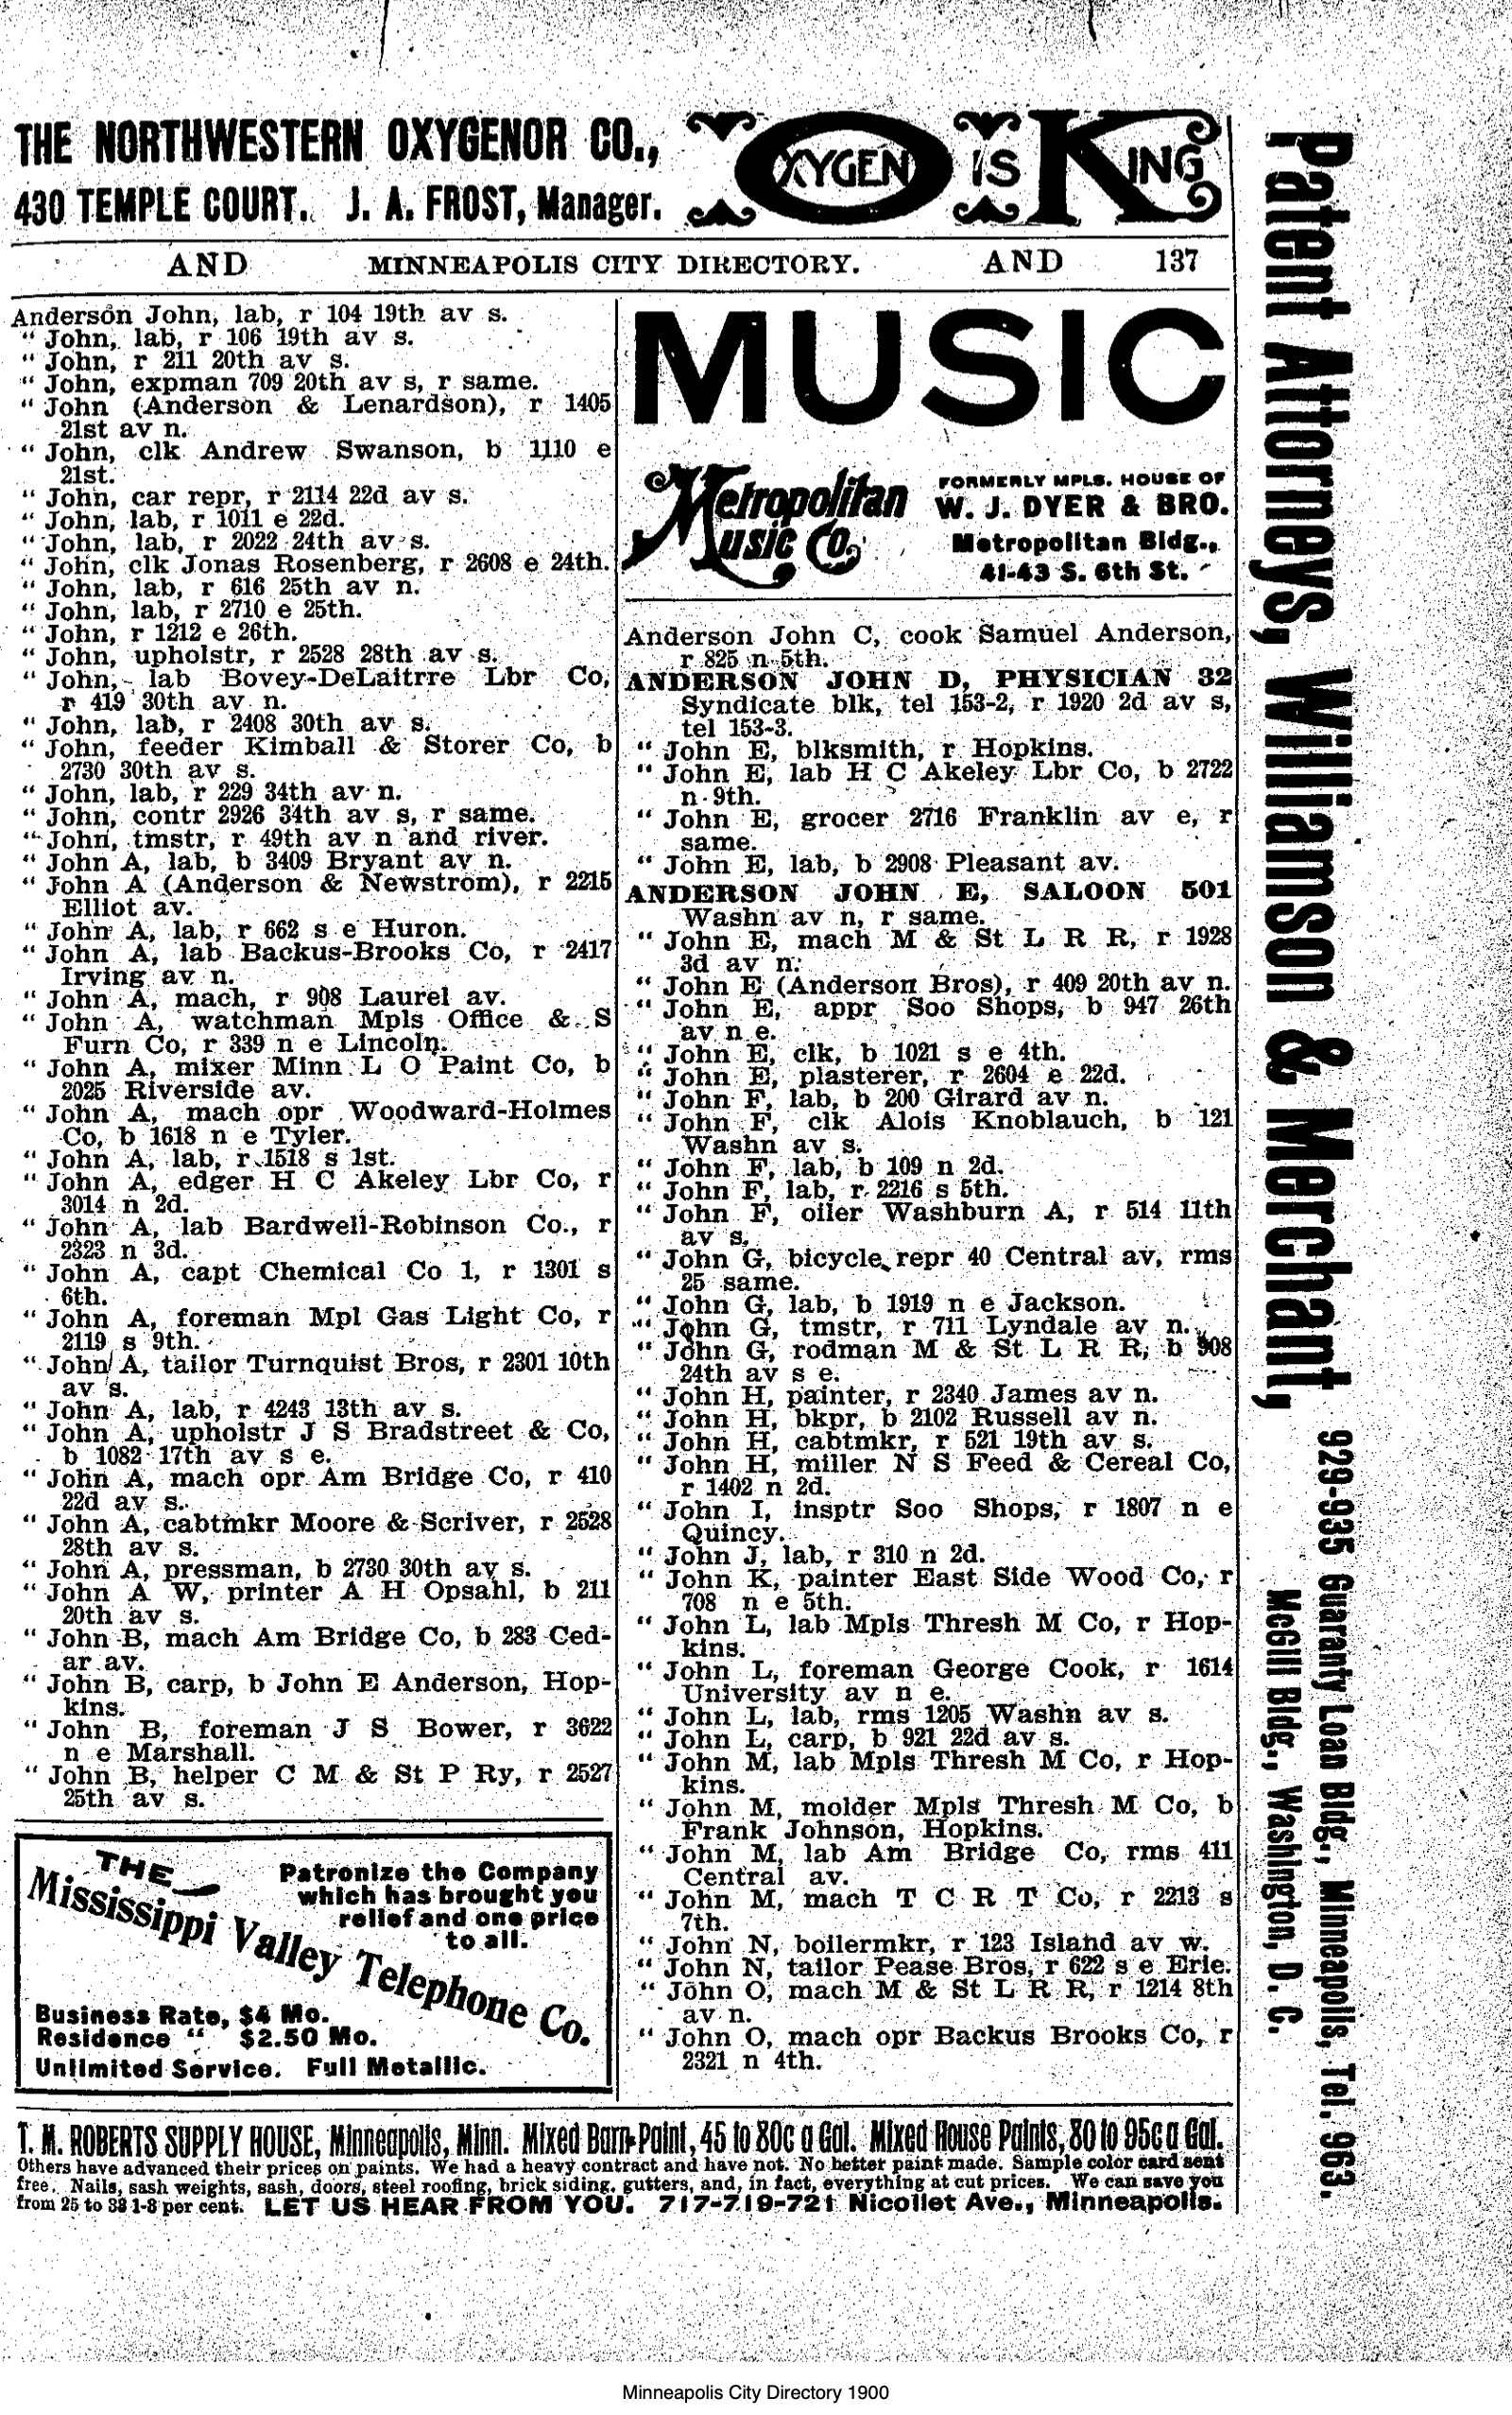 THE NORTHWESTERN OXYGENOR CO.,
430 TEMPLE COURT. J. A. FROST, Manager.
OXYGEN IS KING
AND MINNEAPOLIS CITY DIRECTORY. AND 137
Anderson John, lab, r 104 19th av s.
" John, lab, r 106 19th av s.
" John, r 211 20th av s.
" John, expman 709 20th av s, r same.
" John (Anderson & Lenardson), r 1405
21st av n.
" John, clk Andrew Swanson, b 1110 e
21st.
" John, car repr, r 2114 22d av s.
" John, lab, r 1011 e 22d.
" John, lab, r 2022 24th av s.
" John, clk Jonas Rosenberg, r 2608 e 24th.
" John, lab, r 616 25th av n.
" John, lab, r 2710 e 25th.
" John, r 1212 e 26th.
" John, upholstr, r 2528 28th av s.
" John, lab Bovey-DeLaitrre Lbr Co,
r 419 30th av n.
" John, lab, r 2408 30th av s.
" John, feeder Kimball & Storer Co, b
2730 30th av s.
" John, lab, r 229 34th av n.
" John, contr 2926 34th av s, r same.
" John, tmstr, r 49th av n and river.
" John A, lab, b 3409 Bryant av n.
" John A (Anderson & Newstrom), r 2215
Elliot av.
" John A, lab, r 662 s e Huron.
" John A, lab Backus-Brooks Co, r 2417
Irving av n.
" John A, mach, r 908 Laurel av.
" John A, watchman Mpls Office & S
Furn Co, r 339 n e Lincoln.
" John A, mixer Minn L O Paint Co, b
2025 Riverside av.
" John A, mach opr Woodward-Holmes
Co, b 1618 n e Tyler.
" John A, lab, r 1518 s 1st.
" John A, edger H C Akeley Lbr Co, r
3014 n 2d.
" John A, lab Bardwell-Robinson Co., r
2323 n 3d.
" John A, capt Chemical Co 1, r 1301 s
6th.
" John A, foreman Mpl Gas Light Co, r
2119 s 9th.
" John A, tailor Turnquist Bros, r 2301 10th
av s.
" John A, lab, r 4243 13th av s.
" John A, upholstr J S Bradstreet & Co,
b 1082 17th av s e.
" John A, mach opr Am Bridge Co, r 410
22d av s.
" John A, cabtmkr Moore & Scriver, r 2528
28th av s.
" John A, pressman, b 2730 30th av s.
" John A W, printer A H Opsahl, b 211
20th av s.
" John B, mach Am Bridge Co, b 283 Ced-
ar av.
" John B, carp, b John E Anderson, Hop-
kins.
" John B, foreman J S Bower, r 3622
n e Marshall.
" John B, helper C M & St P Ry, r 2527
25th av s.
THE
Mississippi Valley Telephone Co.
Patronize the Company
which has brought you
relief and one price
to all.
Business Rate, $4 Mo.
Residence " $2.50 Mo.
Unlimited Service. Full Metallic.
MUSIC
Metropolitan
Music Co.
FORMERLY MPLS. HOUSE OF
W. J. DYER & BRO.
Metropolitan Bldg.,
41-43 S. 6th St.
Anderson John C, cook Samuel Anderson,
r 825 n 5th.
ANDERSON JOHN D, PHYSICIAN 32
Syndicate blk, tel 153-2, r 1920 2d av s,
tel 153-3.
" John E, blksmith, r Hopkins.
" John E, lab H C Akeley Lbr Co, b 2722
n 9th.
" John E, grocer 2716 Franklin av e, r
same.
" John E, lab, b 2908 Pleasant av.
ANDERSON JOHN E, SALOON 501
Washn av n, r same.
" John E, mach M & St L R R, r 1928
3d av n.
" John E (Anderson Bros), r 409 20th av n.
" John E, appr Soo Shops, b 947 26th
av n e.
" John E, clk, b 1021 s e 4th.
" John E, plasterer, r 2604 e 22d.
" John F, lab, b 200 Girard av n.
" John F, clk Alois Knoblauch, b 121
Washn av s.
" John F, lab, b 109 n 2d.
" John F, lab, r 2216 s 5th.
" John F, oiler Washburn A, r 514 11th
av s.
" John G, bicycle repr 40 Central av, rms
25 same.
" John G, lab, b 1919 n e Jackson.
" John G, tmstr, r 711 Lyndale av n.
" John G, rodman M & St L R R, b 908
24th av s e.
" John H, painter, r 2340 James av n.
" John H, bkpr, b 2102 Russell av n.
" John H, cabtmkr, r 521 19th av s.
" John H, miller N S Feed & Cereal Co,
r 1402 n 2d.
" John I, insptr Soo Shops, r 1807 n e
Quincy.
" John J, lab, r 310 n 2d.
" John K, painter East Side Wood Co, r
708 n e 5th.
" John L, lab Mpls Thresh M Co, r Hop-
kins.
" John L, foreman George Cook, r 1614
University av n e.
" John L, lab, rms 1205 Washn av s.
" John L, carp, b 921 22d av s.
" John M, lab Mpls Thresh M Co, r Hop-
kins.
" John M, molder Mpls Thresh M Co, b
Frank Johnson, Hopkins.
" John M, lab Am Bridge Co, rms 411
Central av.
" John M, mach T C R T Co, r 2213 s
7th.
" John N, boilermkr, r 123 Island av w.
" John N, tailor Pease Bros, r 622 s e Erie.
" John O, mach M & St L R R, r 1214 8th
av n.
" John O, mach opr Backus Brooks Co, r
2321 n 4th.
Patent Attorneys, Williamson & Merchant,
929-935 Guaranty Loan Bldg., Minneapolis, Tel. 963.
McGill Bldg., Washington, D. C.
T. M. ROBERTS SUPPLY HOUSE, Minneapolis, Minn. Mixed Barn Paint, 45 to 80c a Gal. Mixed House Paints, 80 to 95c a Gal.
Others have advanced their prices on paints. We had a heavy contract and have not. No better paint made. Sample color card sent
free. Nails, sash weights, sash, doors, steel roofing, brick siding, gutters, and, in fact, everything at cut prices. We can save you
from 25 to 33 1-3 per cent. LET US HEAR FROM YOU. 717-719-721 Nicollet Ave., Minneapolis.
Minneapolis City Directory 1900